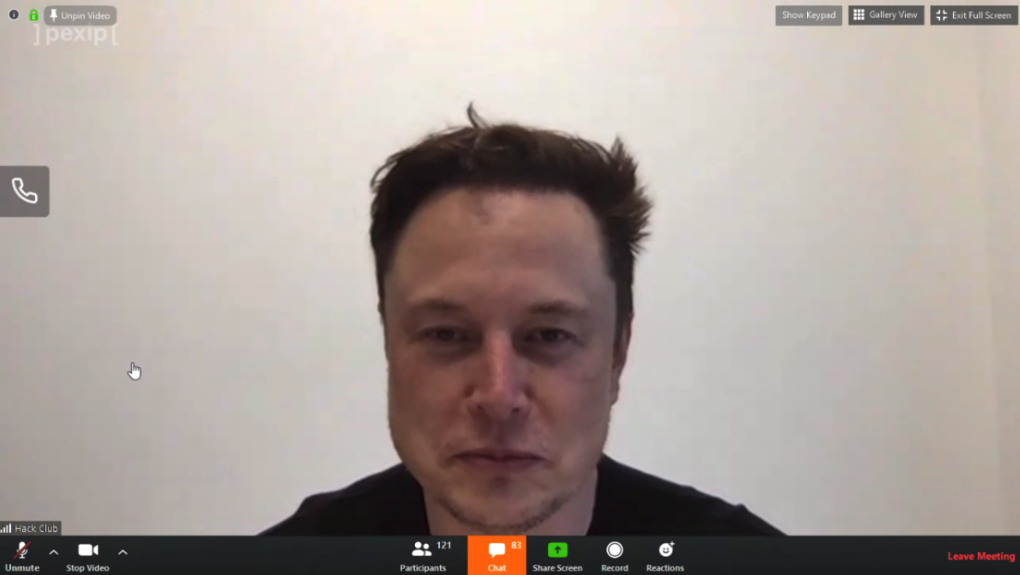 Unpin Video
]pexip[
Show Keypad
Gallery View
Exit Full Screen
Hack Club
Unmute
Stop Video
Participants
121
Chat
83
Share Screen
Record
Reactions
Leave Meeting